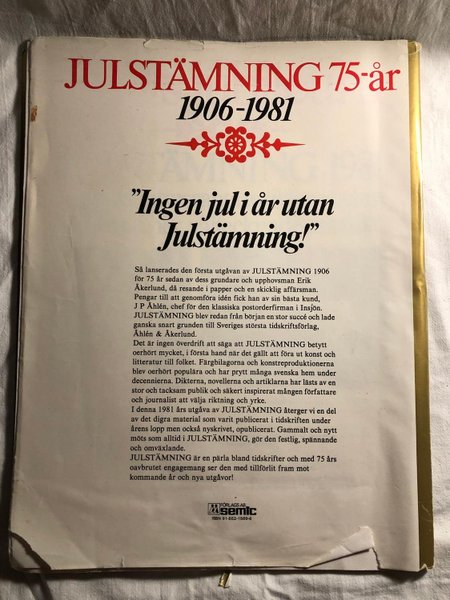 JULSTÄMNING 75-år
1906-1981
"Ingen jul i år utan
Julstämning!"
Så lanserades den första utgåvan av JULSTÄMNING 1906
för 75 år sedan av dess grundare och upphovsman Erik
Åkerlund, då resande i papper och en skicklig affärsman.
Pengar till att genomföra idén fick han av sin bästa kund,
J P Åhlén, chef för den klassiska postorderfirman i Insjön.
JULSTÄMNING blev redan från början en stor succé och lade
ganska snart grunden till Sveriges största tidskriftsförlag,
Åhlén & Åkerlund.
Det är ingen överdrift att säga att JULSTÄMNING betytt
oerhört mycket, i första hand när det gällt att föra ut konst och
litteratur till folket. Färgbilagorna och konstreproduktionerna
blev oerhört populära och har prytt många svenska hem under
decennierna. Dikterna, novellerna och artiklarna har lästs av en
stor och tacksam publik och säkert inspirerat mången författare
och journalist att välja riktning och yrke.
I denna 1981 års utgåva av JULSTÄMNING återger vi en del
av det digra material som varit publicerat i tidskriften under
årens lopp men också nyskrivet, opublicerat. Gammalt och nytt
möts som alltid i JULSTÄMNING, gör den festlig, spännande
och omväxlande.
JULSTÄMNING är en pärla bland tidskrifter och med 75 års
oavbrutet engagemang ser den med tillförlit fram mot
kommande år och nya utgåvor!
FÖRLAGS AB
semic